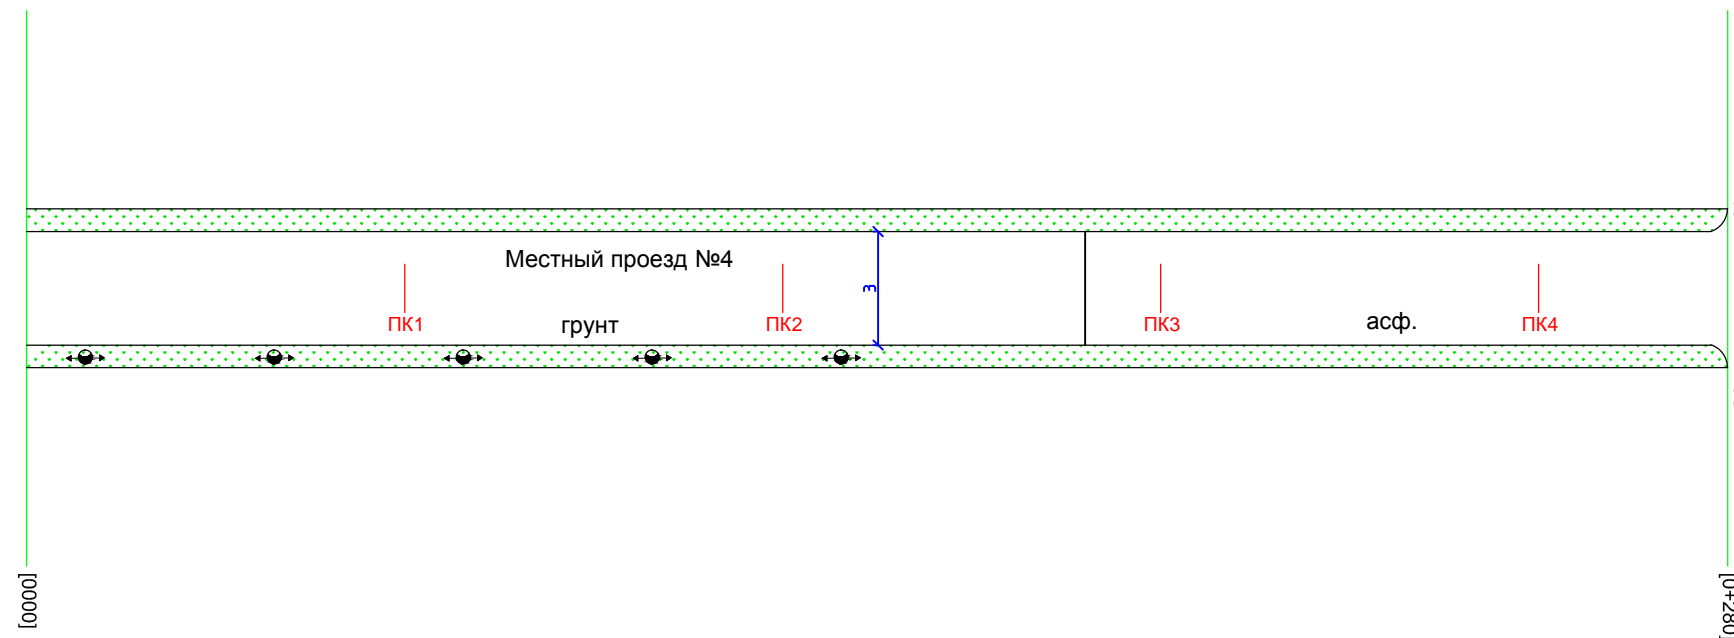 Местный проезд №4
ПК1
грунт
ПК2
3
ПК3
асф.
ПК4
[0000]
[0+280]